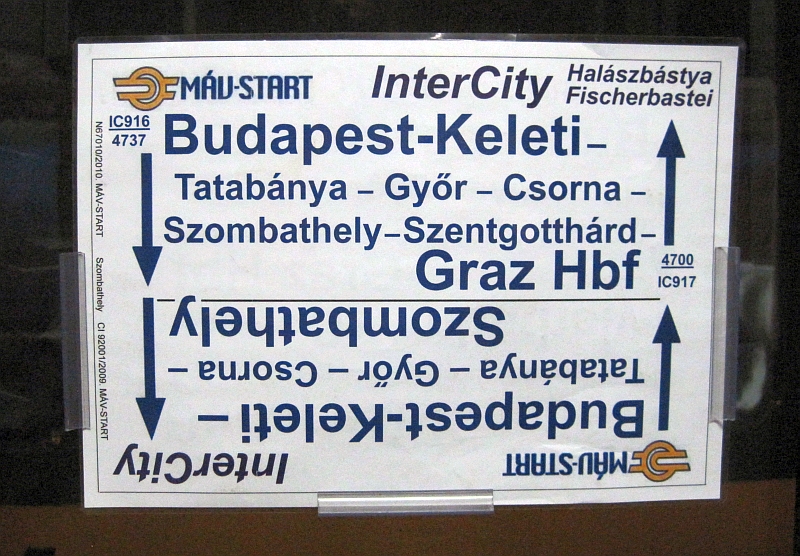 MÁV-START
InterCity
Halászbástya
Fischerbastei
IC916
4737
Budapest-Keleti–
Tatabánya – Győr – Csorna –
Szombathely–Szentgotthárd–
Graz Hbf
4700
IC917
N67010/2010. MÁV-START
Szombathely CI 92001/2009. MÁV-START
MÁV-START
InterCity
Budapest-Keleti –
Tatabánya – Győr – Csorna –
Szombathely